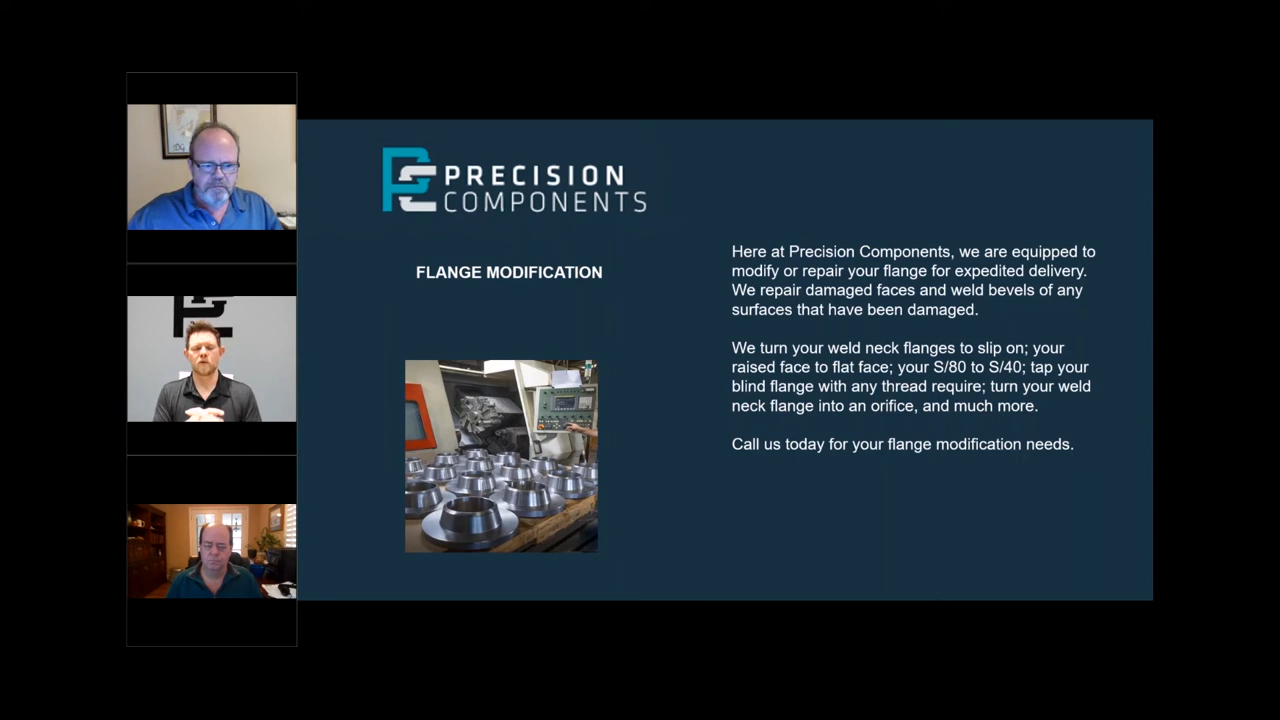 PRECISION
COMPONENTS
FLANGE MODIFICATION
Here at Precision Components, we are equipped to
modify or repair your flange for expedited delivery.
We repair damaged faces and weld bevels of any
surfaces that have been damaged.
We turn your weld neck flanges to slip on; your
raised face to flat face; your S/80 to S/40; tap your
blind flange with any thread require; turn your weld
neck flange into an orifice, and much more.
Call us today for your flange modification needs.